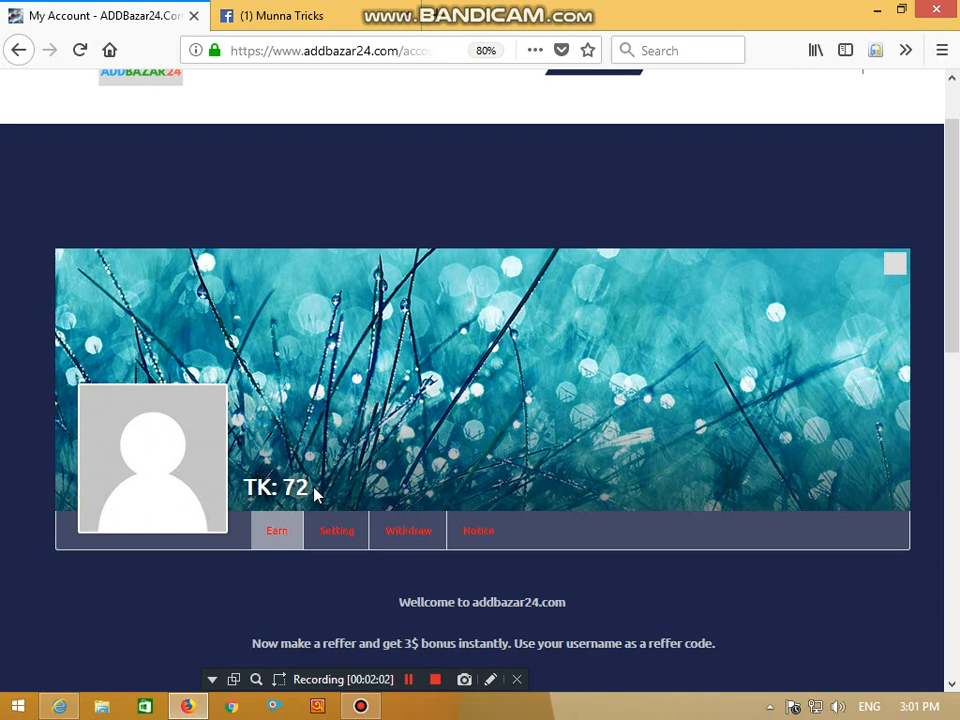 My Account - ADDBazar24.Com
(1) Munna Tricks
WWW.BANDICAM.COM
https://www.addbazar24.com/acco
80%
Search
ADDBAZAR24
TK: 72
Earn
Setting
Withdraw
Notice
Wellcome to addbazar24.com
Now make a reffer and get 3$ bonus instantly. Use your username as a reffer code.
Recording [00:02:02]
ENG
3:01 PM